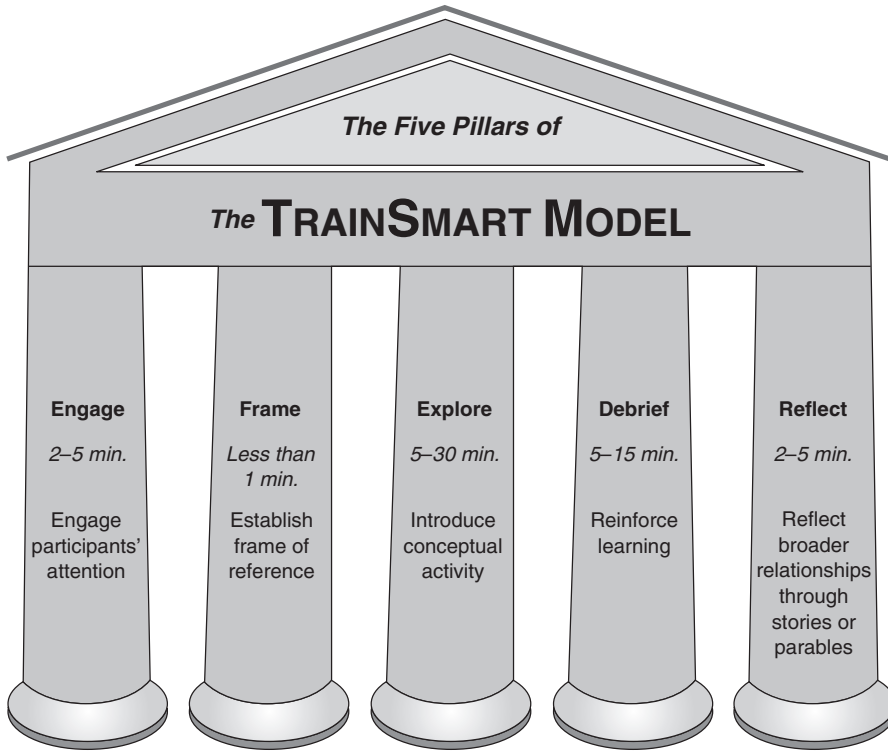 The Five Pillars of
The TRAINSMART MODEL
Engage
2–5 min.
Engage
participants'
attention
Frame
Less than
1 min.
Establish
frame of
reference
Explore
5–30 min.
Introduce
conceptual
activity
Debrief
5–15 min.
Reinforce
learning
Reflect
2–5 min.
Reflect
broader
relationships
through
stories or
parables